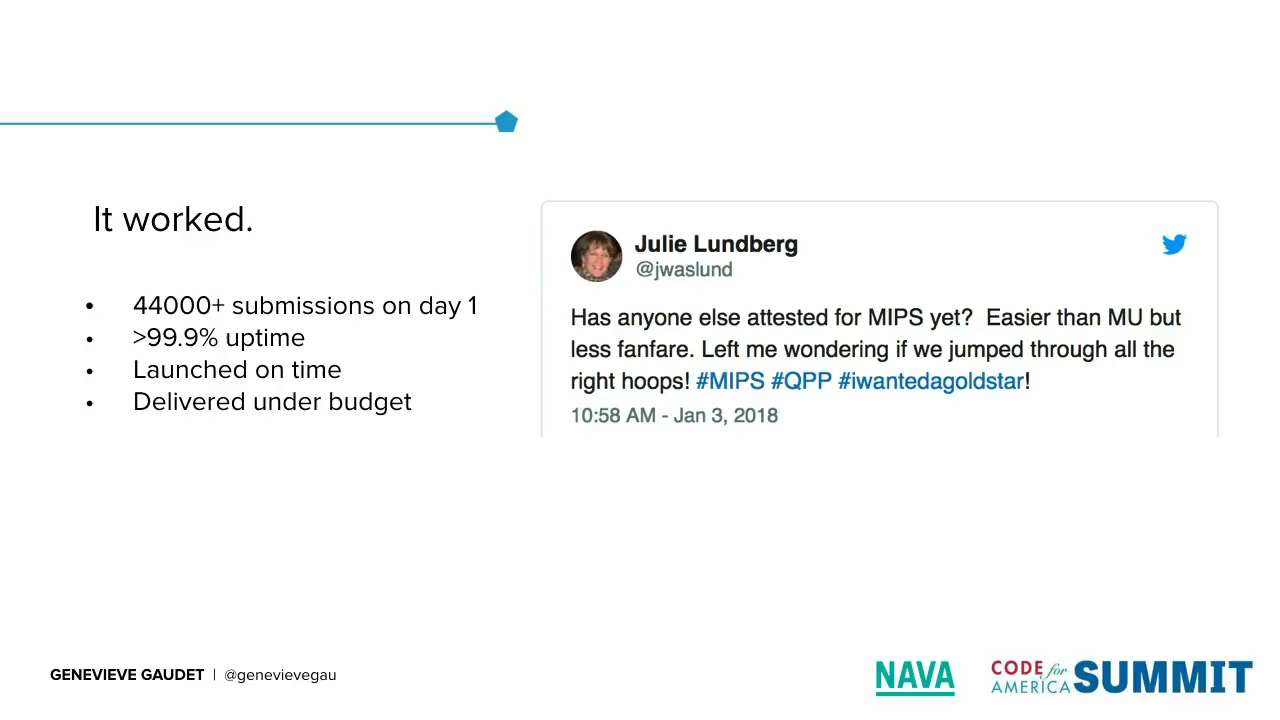 It worked.
• 44000+ submissions on day 1
• >99.9% uptime
• Launched on time
• Delivered under budget
Julie Lundberg
@jwaslund
Has anyone else attested for MIPS yet?  Easier than MU but
less fanfare. Left me wondering if we jumped through all the
right hoops! #MIPS #QPP #iwantedagoldstar!
10:58 AM - Jan 3, 2018
GENEVIEVE GAUDET | @genevievegau
NAVA
CODE for
AMERICA SUMMIT